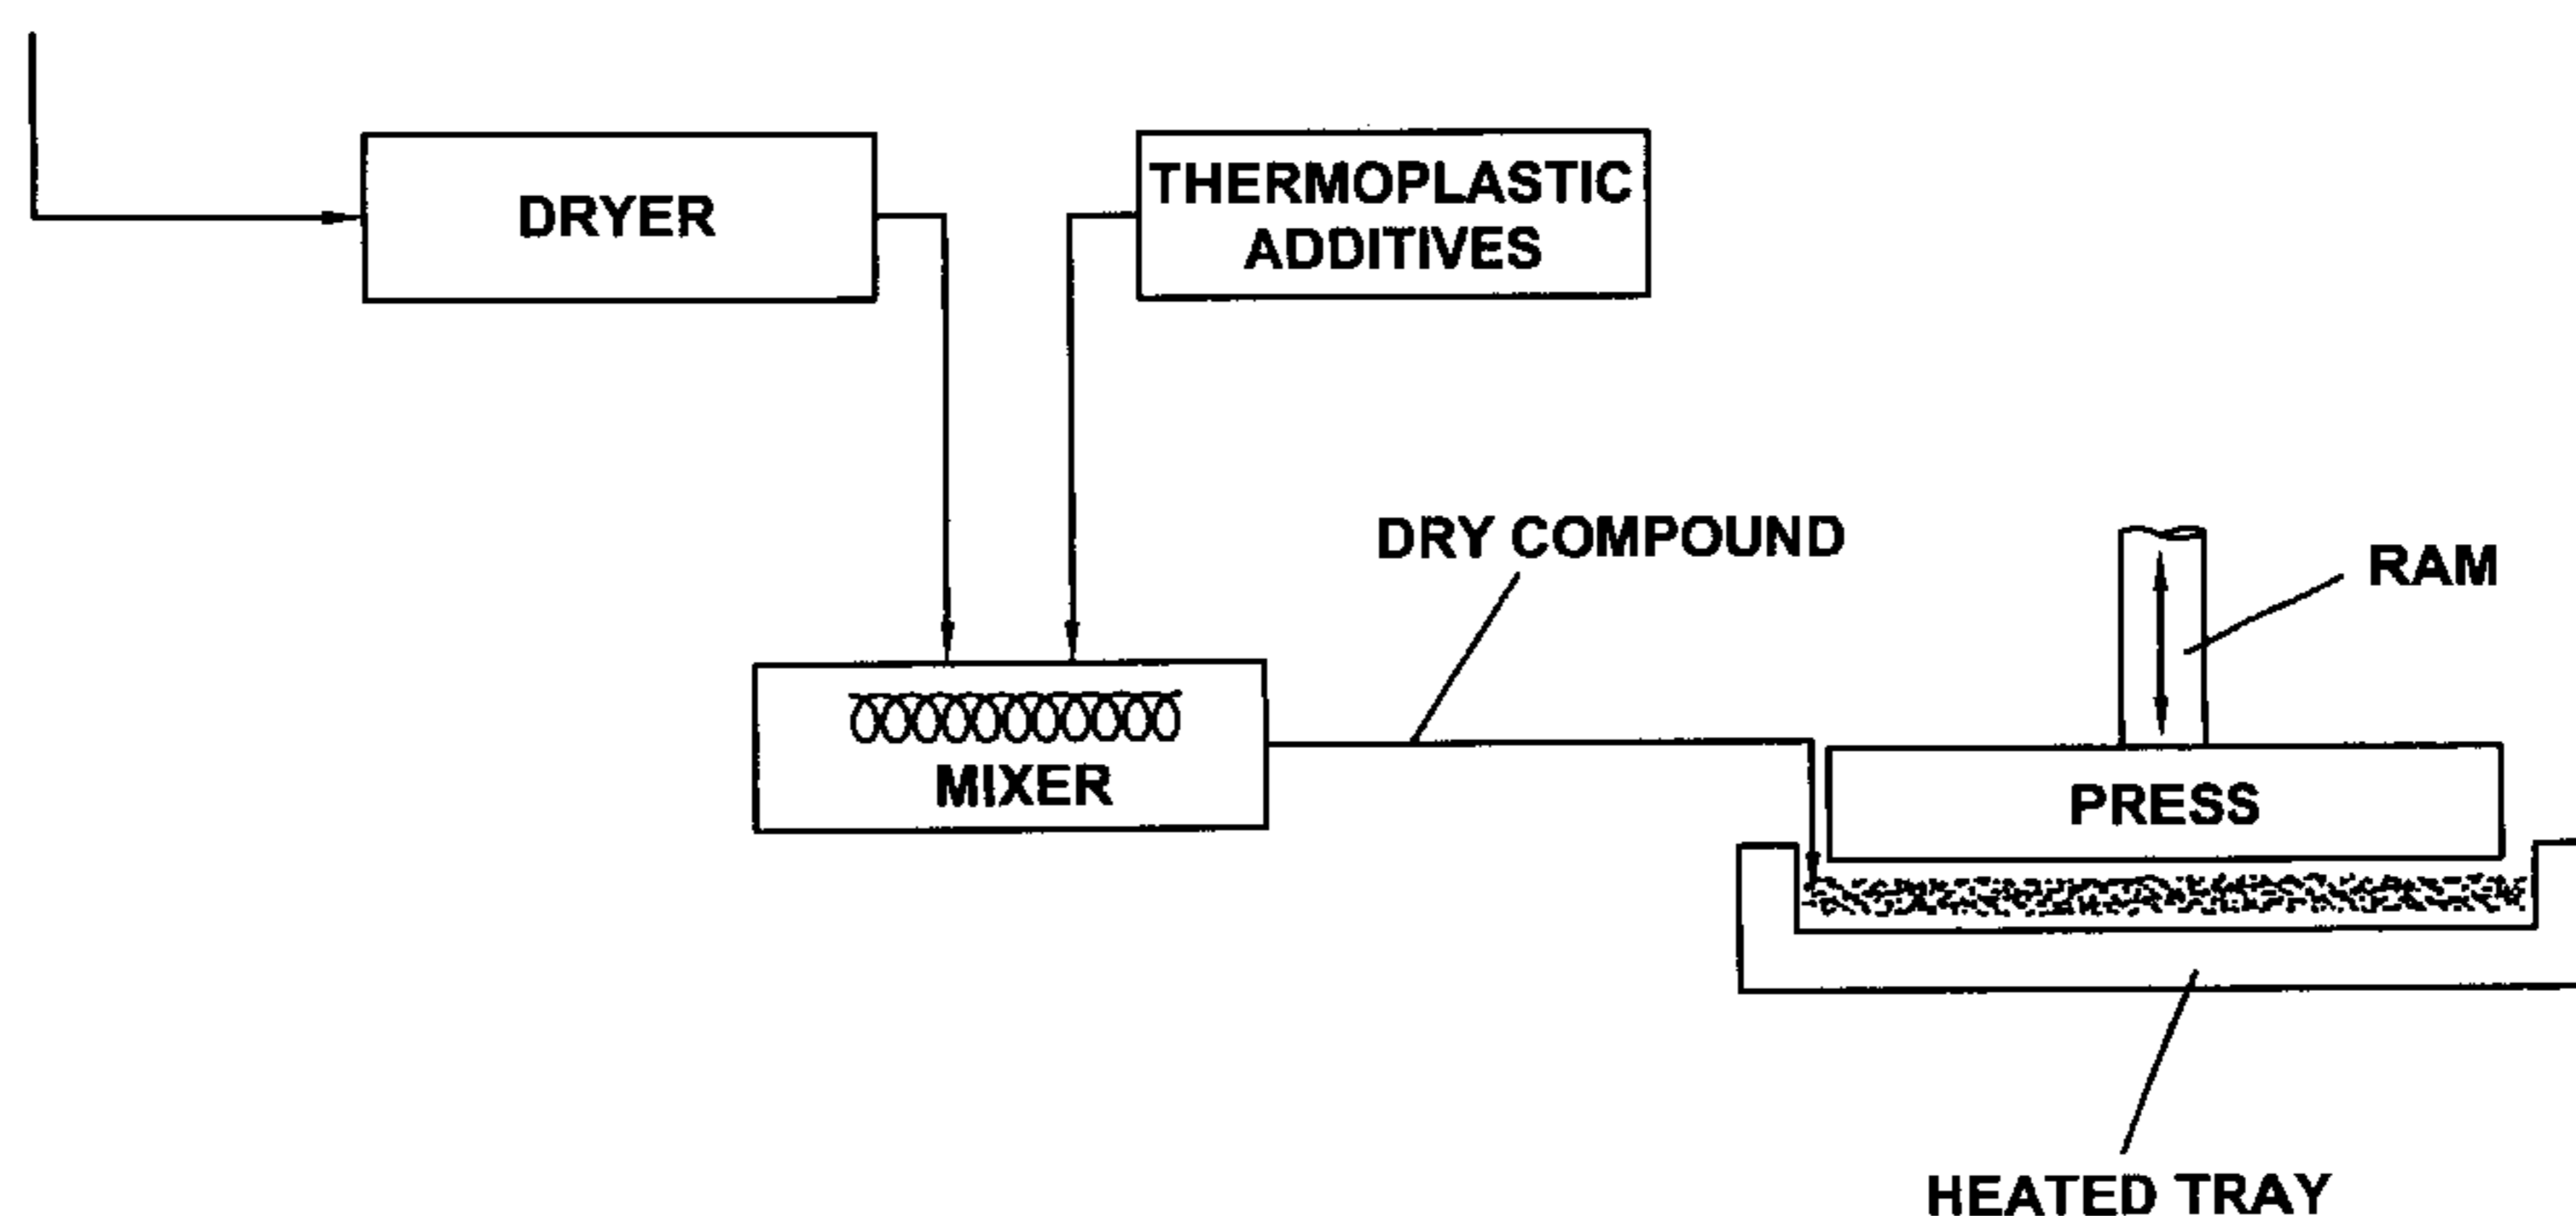 DRYER
THERMOPLASTIC
ADDITIVES
DRY COMPOUND
RAM
MIXER
PRESS
HEATED TRAY